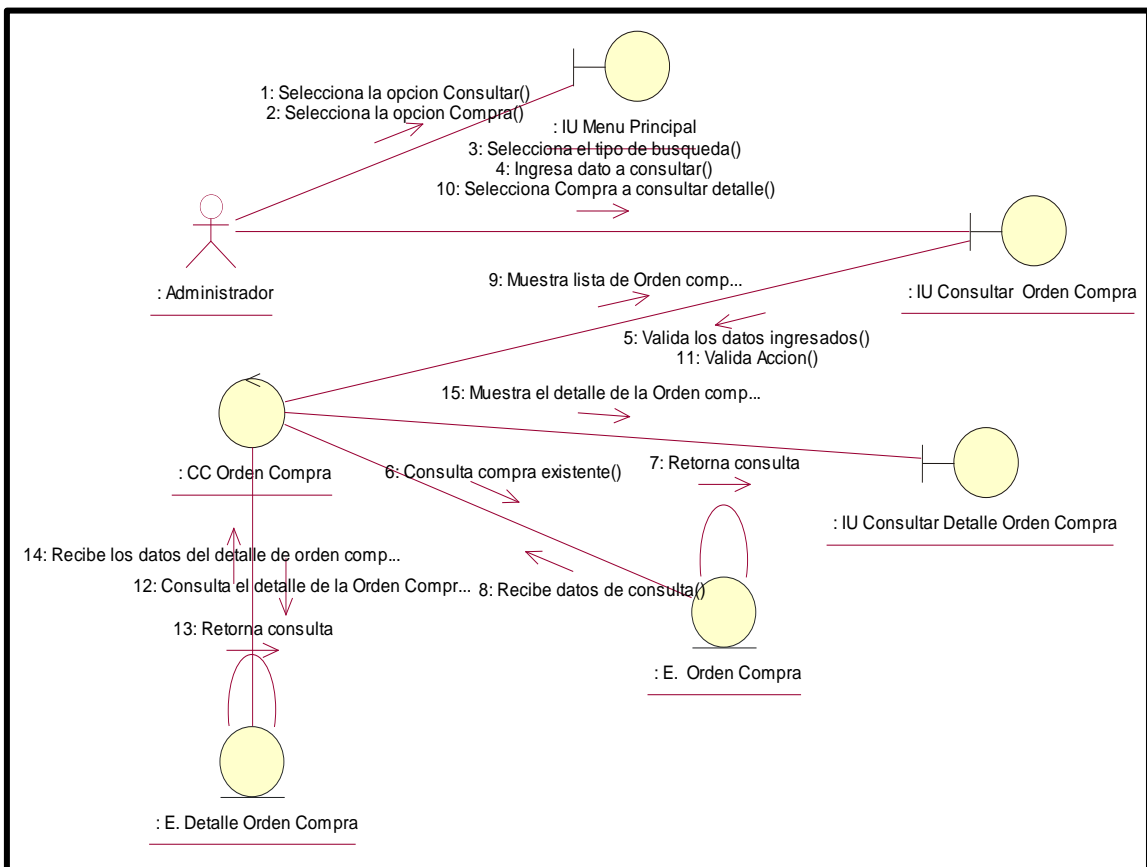 1: Selecciona la opcion Consultar()
2: Selecciona la opcion Compra()
: IU Menu Principal
3: Selecciona el tipo de busqueda()
4: Ingresa dato a consultar()
10: Selecciona Compra a consultar detalle()
: Administrador
: IU Consultar Orden Compra
9: Muestra lista de Orden comp...
5: Valida los datos ingresados()
11: Valida Accion()
15: Muestra el detalle de la Orden comp...
: CC Orden Compra
6: Consulta compra existente()
7: Retorna consulta
: IU Consultar Detalle Orden Compra
14: Recibe los datos del detalle de orden comp...
12: Consulta el detalle de la Orden Compr...
8: Recibe datos de consulta()
13: Retorna consulta
: E. Orden Compra
: E. Detalle Orden Compra